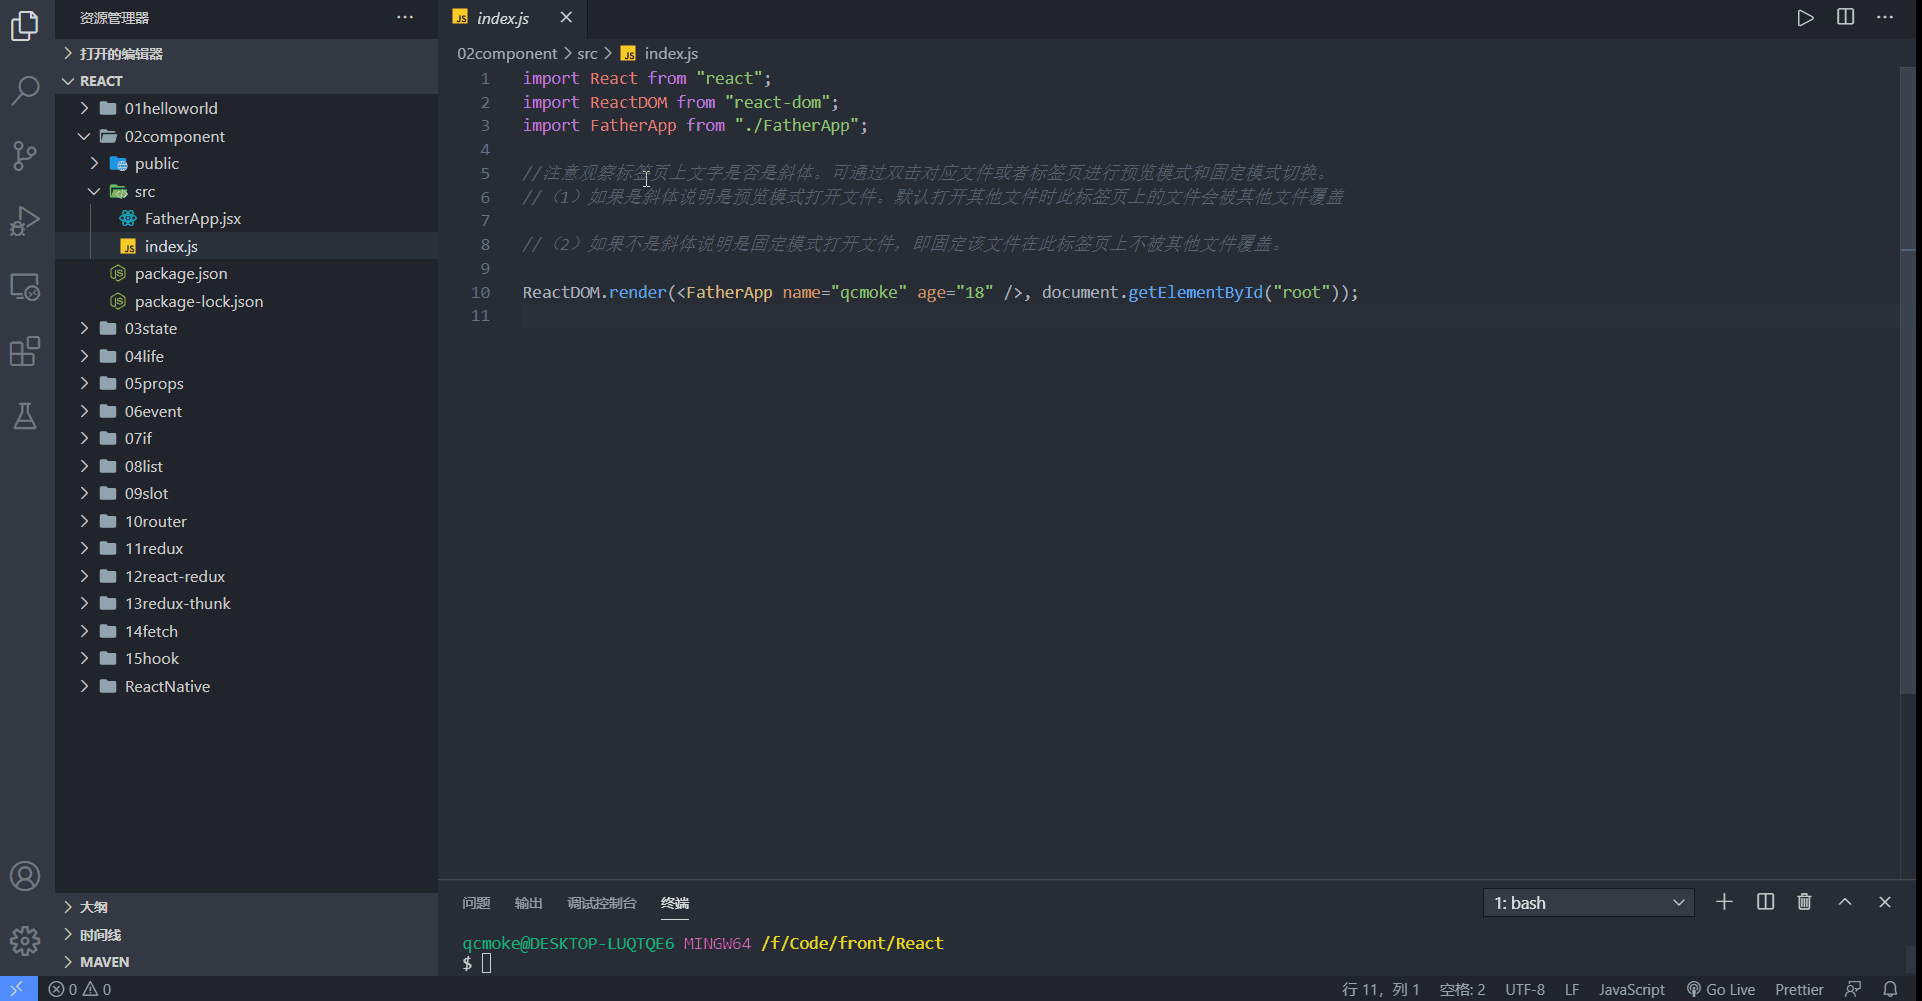 资源管理器
打开的编辑器
REACT
01helloworld
02component
public
src
FatherApp.jsx
JS index.js
JS package.json
JS package-lock.json
03state
04life
05props
06event
07if
08list
09slot
10router
11redux
12react-redux
13redux-thunk
14fetch
15hook
ReactNative
大纲
时间线
MAVEN
JS index.js
02component > src > JS index.js
1 import React from "react";
2 import ReactDOM from "react-dom";
3 import FatherApp from "./FatherApp";
4
5 //注意观察标签页上文字是否是斜体。可通过双击对应文件或者标签页进行预览模式和固定模式切换。
6 //（1）如果是斜体说明是预览模式打开文件。默认打开其他文件时此标签页上的文件会被其他文件覆盖
7
8 //（2）如果不是斜体说明是固定模式打开文件，即固定该文件在此标签页上不被其他文件覆盖。
9
10 ReactDOM.render(<FatherApp name="qcmoke" age="18" />, document.getElementById("root"));
11
问题 输出 调试控制台 终端
1: bash
qcmoke@DESKTOP-LUQTQE6 MINGW64 /f/Code/front/React
$
0 0
行 11，列 1 空格: 2 UTF-8 LF JavaScript Go Live Prettier